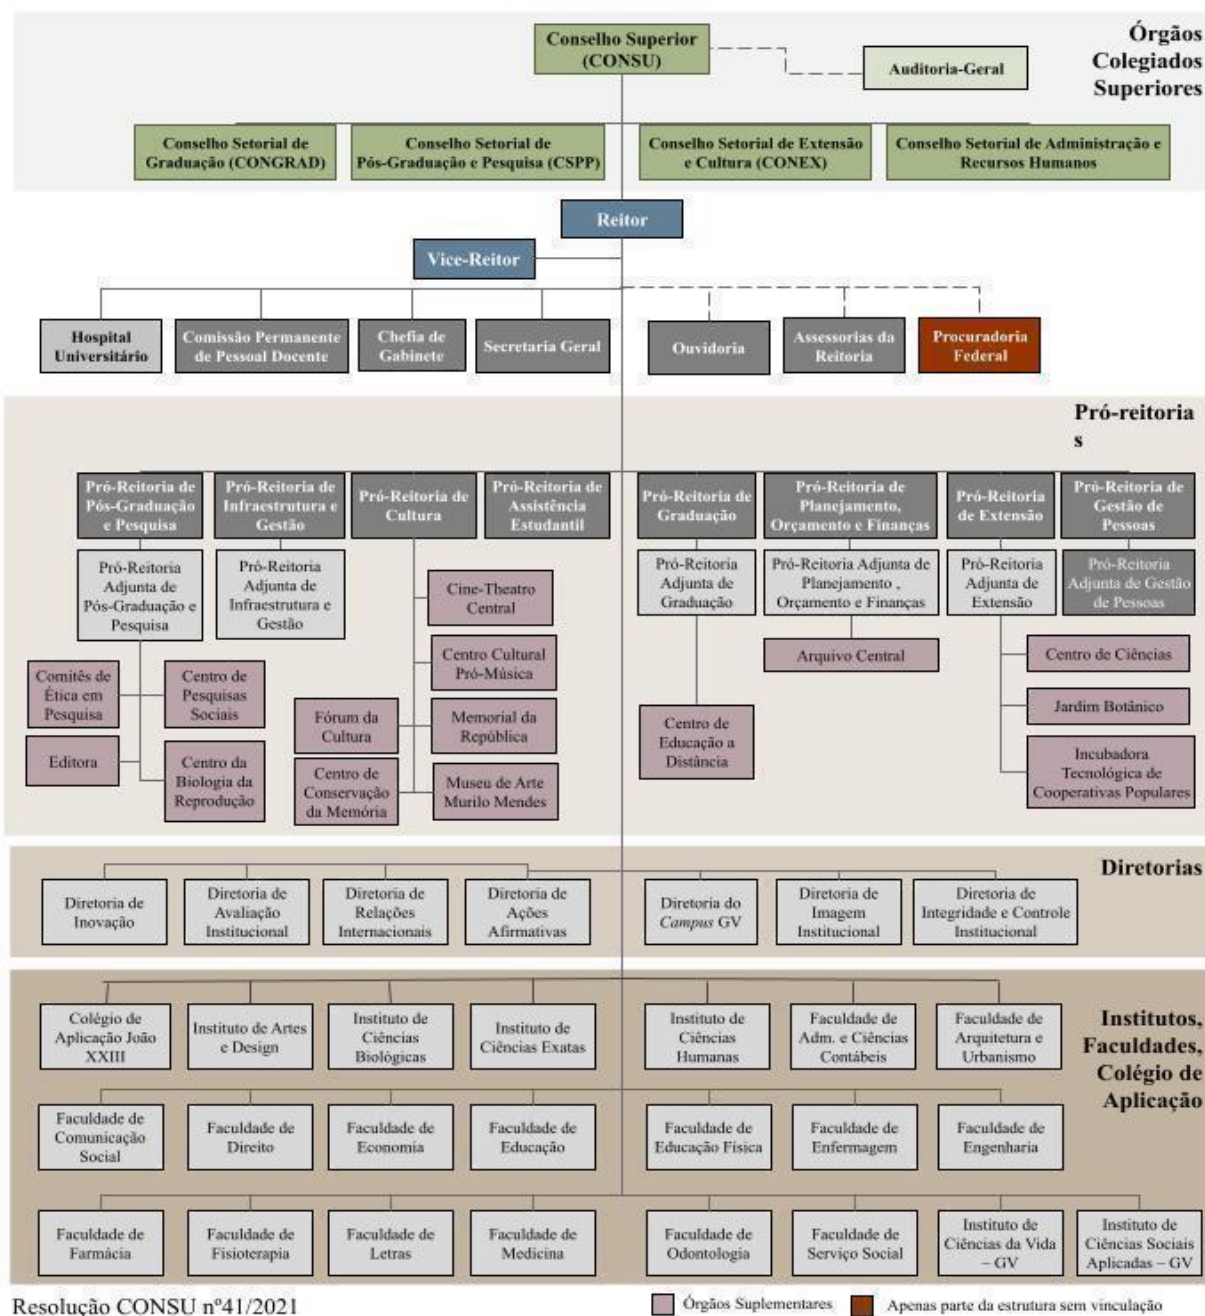 Órgãos
Colegiados
Superiores
Conselho Superior
(CONSU)
Auditoria-Geral
Conselho Setorial de
Graduação (CONGRAD)
Conselho Setorial de
Pós-Graduação e Pesquisa (CSPP)
Conselho Setorial de Extensão
e Cultura (CONEX)
Conselho Setorial de Administração e
Recursos Humanos
Reitor
Vice-Reitor
Hospital
Universitário
Comissão Permanente
de Pessoal Docente
Chefia de
Gabinete
Secretaria Geral
Ouvidoria
Assessorias da
Reitoria
Procuradoria
Federal
Pró-reitoria
s
Pró-Reitoria de
Pós-Graduação
e Pesquisa
Pró-Reitoria de
Infraestrutura e
Gestão
Pró-Reitoria de
Cultura
Pró-Reitoria de
Assistência
Estudantil
Pró-Reitoria de
Graduação
Pró-Reitoria de
Planejamento,
Orçamento e Finanças
Pró-Reitoria
de Extensão
Pró-Reitoria de
Gestão de
Pessoas
Pró-Reitoria
Adjunta de
Pós-Graduação e
Pesquisa
Pró-Reitoria
Adjunta de
Infraestrutura e
Gestão
Pró-Reitoria
Adjunta de
Graduação
Pró-Reitoria Adjunta de
Planejamento ,
Orçamento e Finanças
Pró-Reitoria
Adjunta de
Extensão
Pró-Reitoria
Adjunta de Gestão
de Pessoas
Cine-Theatro
Central
Centro Cultural
Pró-Música
Arquivo Central
Centro de Ciências
Comitês de
Ética em
Pesquisa
Centro de
Pesquisas
Sociais
Fórum da
Cultura
Memorial da
República
Centro de
Educação a
Distância
Jardim Botânico
Editora
Centro da
Biologia da
Reprodução
Centro de
Conservação
da Memória
Museu de Arte
Murilo Mendes
Incubadora
Tecnológica de
Cooperativas Populares
Diretorias
Diretoria de
Inovação
Diretoria de
Avaliação
Institucional
Diretoria de
Relações
Internacionais
Diretoria de
Ações
Afirmativas
Diretoria do
Campus GV
Diretoria de
Imagem
Institucional
Diretoria de
Integridade e Controle
Institucional
Institutos,
Faculdades,
Colégio de
Aplicação
Colégio de
Aplicação João
XXIII
Instituto de Artes
e Design
Instituto de
Ciências
Biológicas
Instituto de
Ciências Exatas
Instituto de
Ciências
Humanas
Faculdade de
Adm. e Ciências
Contábeis
Faculdade de
Arquitetura e
Urbanismo
Faculdade de
Comunicação
Social
Faculdade de
Direito
Faculdade de
Economia
Faculdade de
Educação
Faculdade de
Educação Física
Faculdade de
Enfermagem
Faculdade de
Engenharia
Faculdade de
Farmácia
Faculdade de
Fisioterapia
Faculdade de
Letras
Faculdade de
Medicina
Faculdade de
Odontologia
Faculdade de
Serviço Social
Instituto de
Ciências da Vida
– GV
Instituto de
Ciências Sociais
Aplicadas – GV
Resolução CONSU nº41/2021
Órgãos Suplementares
Apenas parte da estrutura sem vinculação